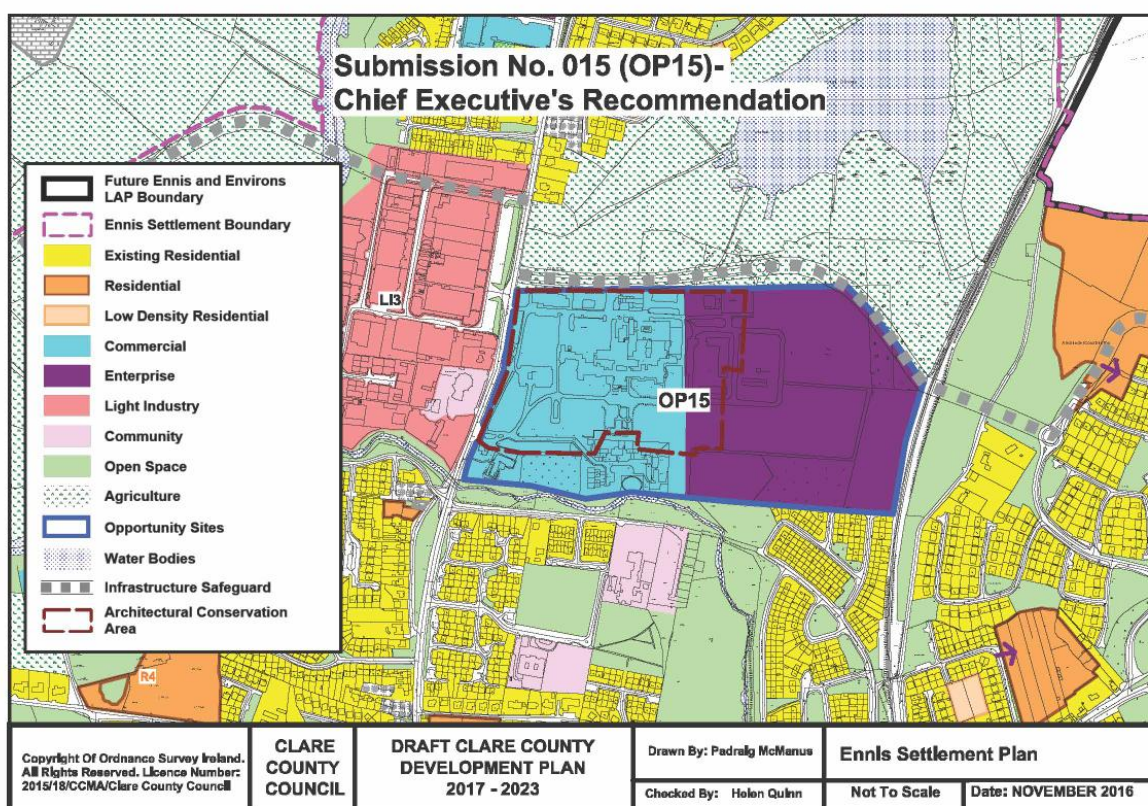 Submission No. 015 (OP15)-
Chief Executive's Recommendation
Future Ennis and Environs
LAP Boundary
Ennis Settlement Boundary
Existing Residential
Residential
Low Density Residential
Commercial
Enterprise
Light Industry
Community
Open Space
Agriculture
Opportunity Sites
Water Bodies
Infrastructure Safeguard
Architectural Conservation
Area
LI3
OP15
R4
Copyright Of Ordnance Survey Ireland.
All Rights Reserved. Licence Number:
2015/18/CCMA/Clare County Council
CLARE
COUNTY
COUNCIL
DRAFT CLARE COUNTY
DEVELOPMENT PLAN
2017 - 2023
Drawn By: Padraig McManus
Checked By: Helen Quinn
Ennis Settlement Plan
Not To Scale
Date: NOVEMBER 2016